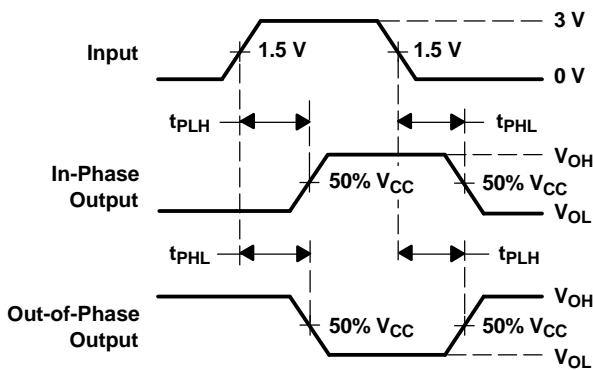 3 V
Input
1.5 V
1.5 V
0 V
tPLH
tPHL
VOH
In-Phase
Output
50% VCC
50% VCC
VOL
tPHL
tPLH
VOH
Out-of-Phase
Output
50% VCC
50% VCC
VOL